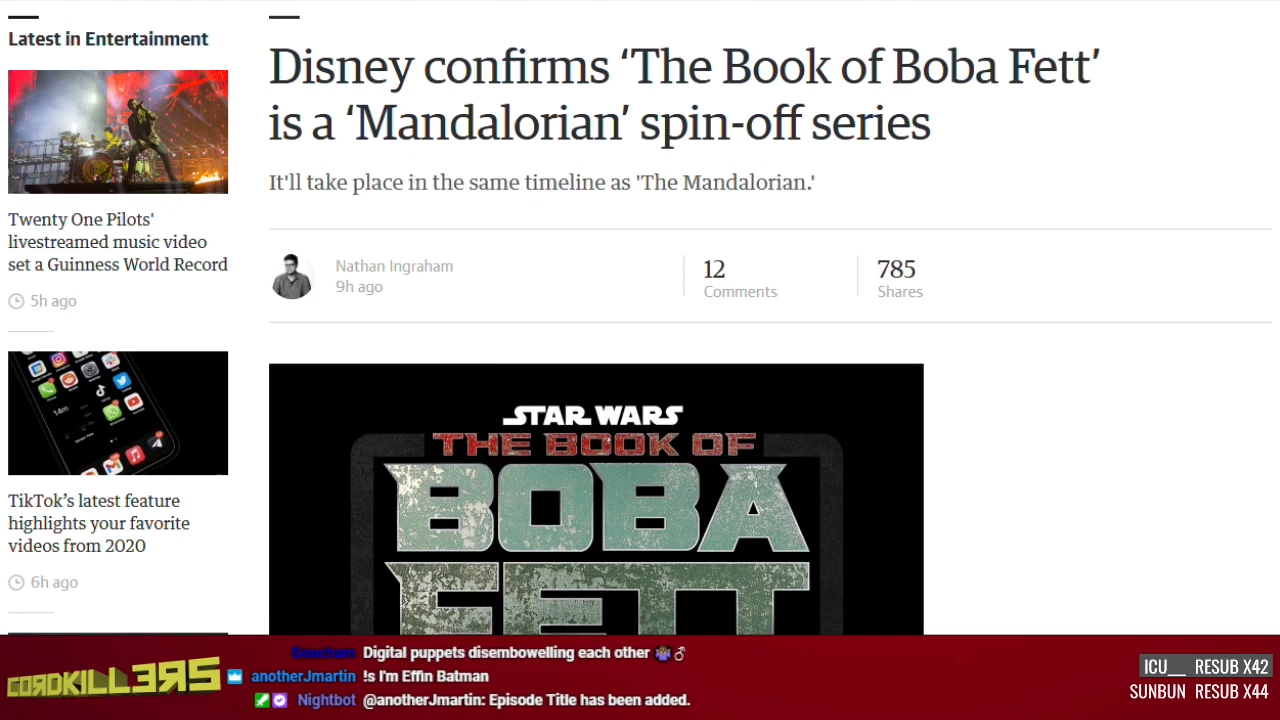 Latest in Entertainment
Twenty One Pilots'
livestreamed music video
set a Guinness World Record
5h ago
TikTok’s latest feature
highlights your favorite
videos from 2020
6h ago
Disney confirms ‘The Book of Boba Fett’
is a ‘Mandalorian’ spin-off series
It'll take place in the same timeline as 'The Mandalorian.'
Nathan Ingraham
9h ago
12
Comments
785
Shares
STAR WARS
THE BOOK OF
BOBA
FETT
CORDKILL3RS
Digital puppets disembowelling each other
anotherJmartin !s I'm Effin Batman
Nightbot @anotherJmartin: Episode Title has been added.
ICU__ RESUB X42
SUNBUN RESUB X44